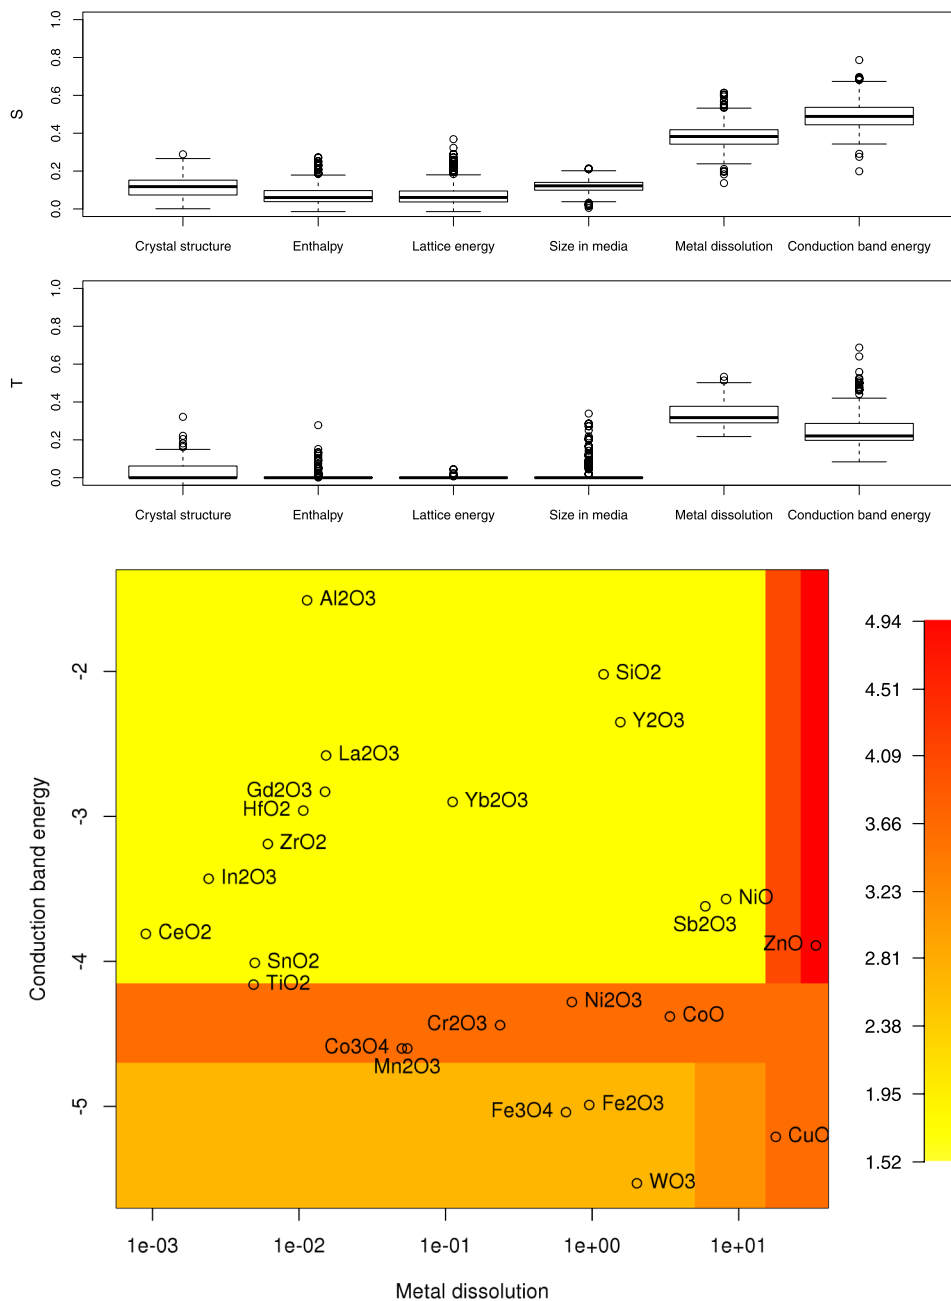 S
1.0
0.8
0.6
0.4
0.2
0.0
Crystal structure Enthalpy Lattice energy Size in media Metal dissolution Conduction band energy
T
1.0
0.8
0.6
0.4
0.2
0.0
Crystal structure Enthalpy Lattice energy Size in media Metal dissolution Conduction band energy
Conduction band energy
-2
-3
-4
-5
Al2O3
SiO2
Y2O3
La2O3
Gd2O3
Yb2O3
HfO2
ZrO2
In2O3
NiO
Sb2O3
CeO2
ZnO
SnO2
TiO2
Ni2O3
CoO
Cr2O3
Co3O4
Mn2O3
Fe3O4
Fe2O3
CuO
WO3
1e-03 1e-02 1e-01 1e+00 1e+01
Metal dissolution
4.94
4.51
4.09
3.66
3.23
2.81
2.38
1.95
1.52